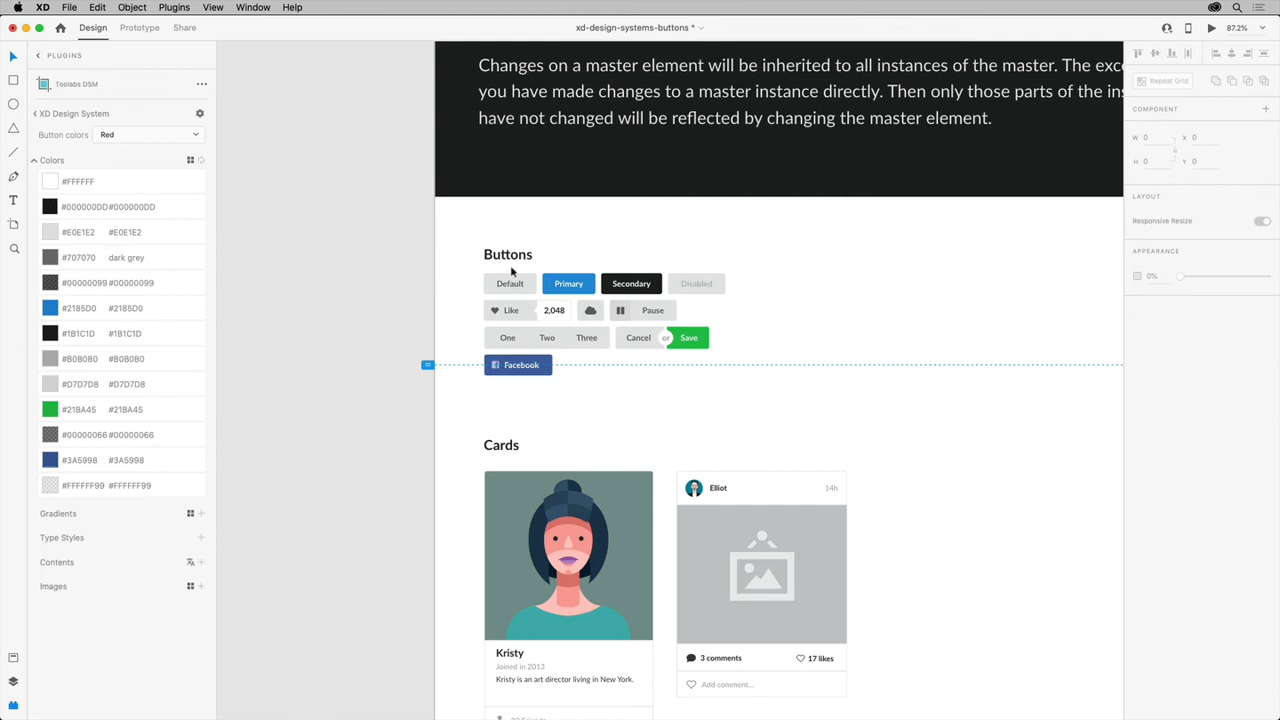 XD File Edit Object Plugins View Window Help
Design Prototype Share
xd-design-systems-buttons *
87.2%
PLUGINS
Toolabs DSM
XD Design System
Button colors Red
Colors
#FFFFFF
#000000DD #000000DD
#E0E1E2 #E0E1E2
#707070 dark grey
#00000099 #00000099
#2185D0 #2185D0
#1B1C1D #1B1C1D
#B0B0B0 #B0B0B0
#D7D7D8 #D7D7D8
#21BA45 #21BA45
#00000066 #00000066
#3A5998 #3A5998
#FFFFFF99 #FFFFFF99
Gradients
Type Styles
Contents
Images
Changes on a master element will be inherited to all instances of the master. The exce
you have made changes to a master instance directly. Then only those parts of the ins
have not changed will be reflected by changing the master element.
Buttons
Default Primary Secondary Disabled
Like 2,048 Pause
One Two Three Cancel or Save
Facebook
Cards
Kristy
Joined in 2013
Kristy is an art director living in New York.
Elliot 14h
3 comments 17 likes
Add comment...
Repeat Grid
COMPONENT
W 0 X 0
H 0 Y 0
LAYOUT
Responsive Resize
APPEARANCE
0%